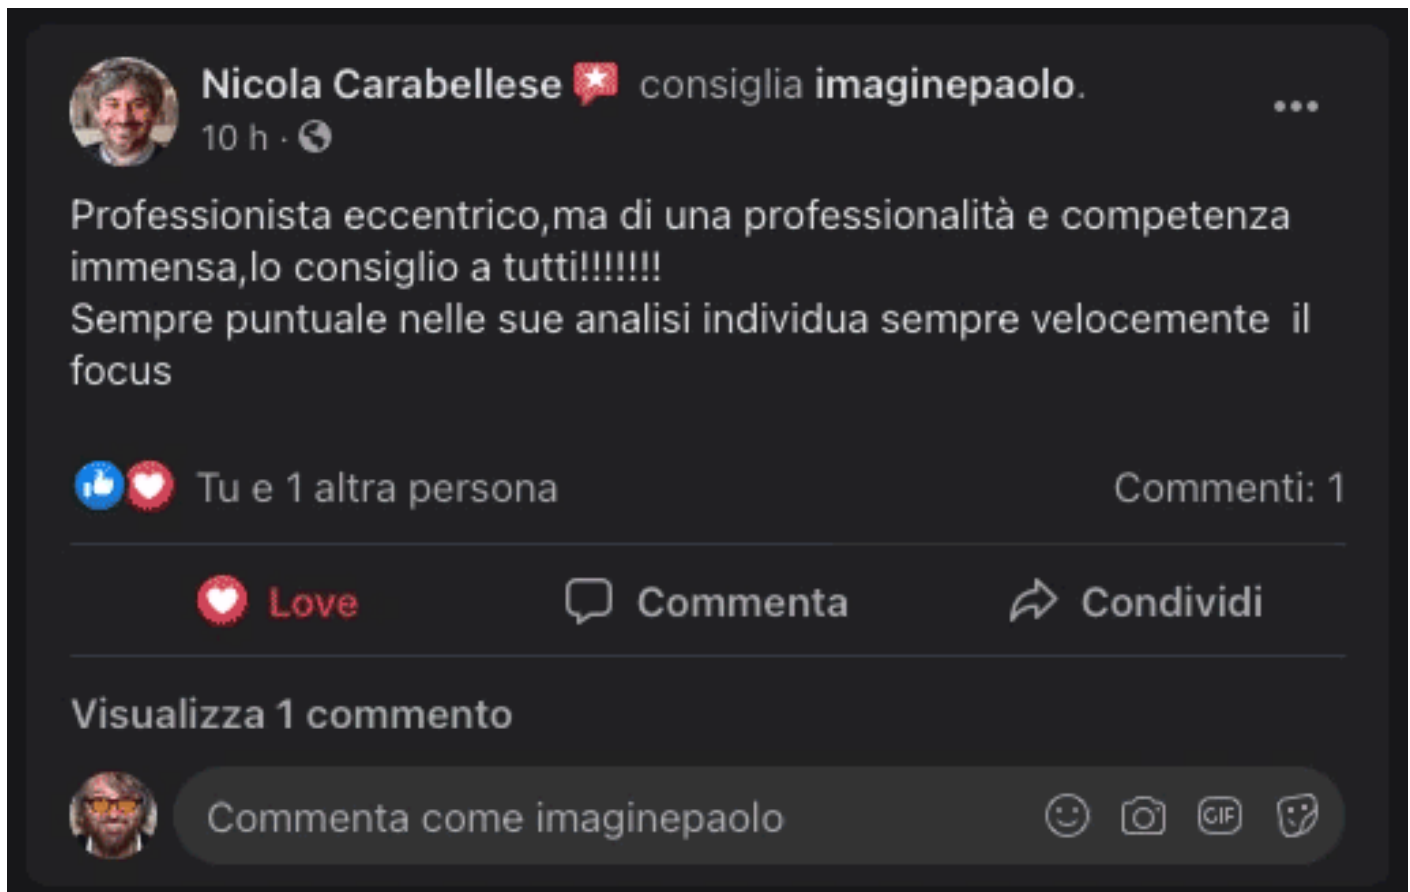 Nicola Carabellese consiglia imaginepaolo.
10 h ·
Professionista eccentrico,ma di una professionalità e competenza
immensa,lo consiglio a tutti!!!!!!!
Sempre puntuale nelle sue analisi individua sempre velocemente  il
focus
Tu e 1 altra persona
Commenti: 1
Love
Commenta
Condividi
Visualizza 1 commento
Commenta come imaginepaolo
GIF